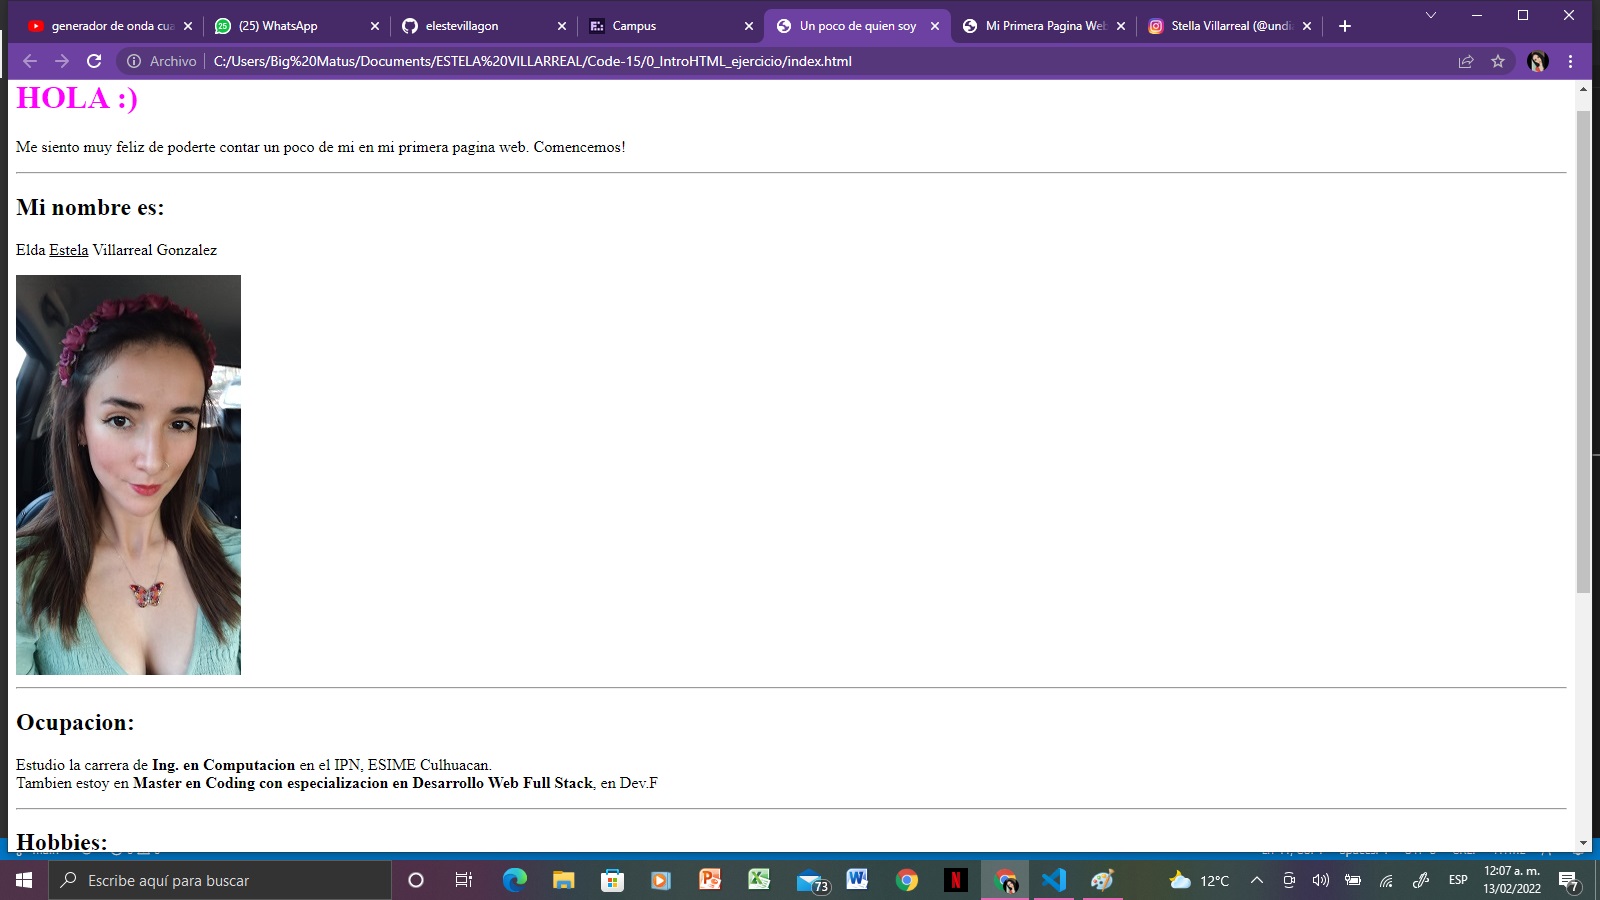 generador de onda cua
(25) WhatsApp
elestevillagon
Campus
Un poco de quien soy
Mi Primera Pagina Web
Stella Villarreal (@undi
Archivo
C:/Users/Big%20Matus/Documents/ESTELA%20VILLARREAL/Code-15/0_IntroHTML_ejercicio/index.html
HOLA :)
Me siento muy feliz de poderte contar un poco de mi en mi primera pagina web. Comencemos!
Mi nombre es:
Elda Estela Villarreal Gonzalez
Ocupacion:
Estudio la carrera de Ing. en Computacion en el IPN, ESIME Culhuacan.
Tambien estoy en Master en Coding con especializacion en Desarrollo Web Full Stack, en Dev.F
Hobbies:
Escribe aquí para buscar
73
12°C
ESP
12:07 a. m.
13/02/2022
7